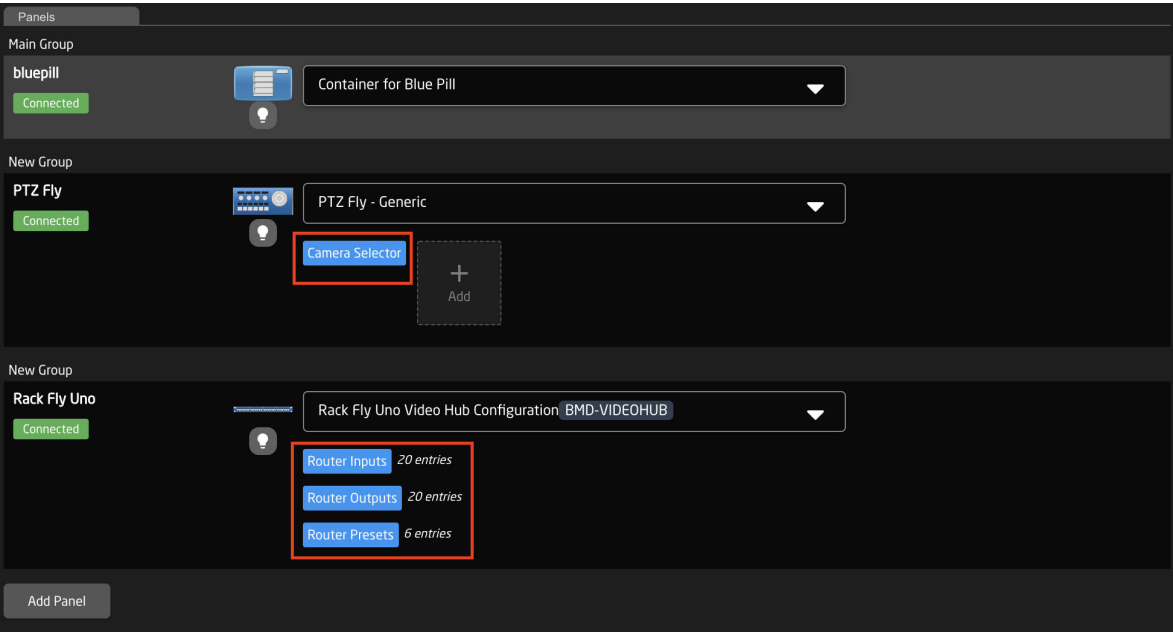 Panels
Main Group
bluepill
Container for Blue Pill
Connected
New Group
PTZ Fly
PTZ Fly - Generic
Connected
Camera Selector
+
Add
New Group
Rack Fly Uno
Rack Fly Uno Video Hub Configuration BMD-VIDEOHUB
Connected
Router Inputs 20 entries
Router Outputs 20 entries
Router Presets 6 entries
Add Panel